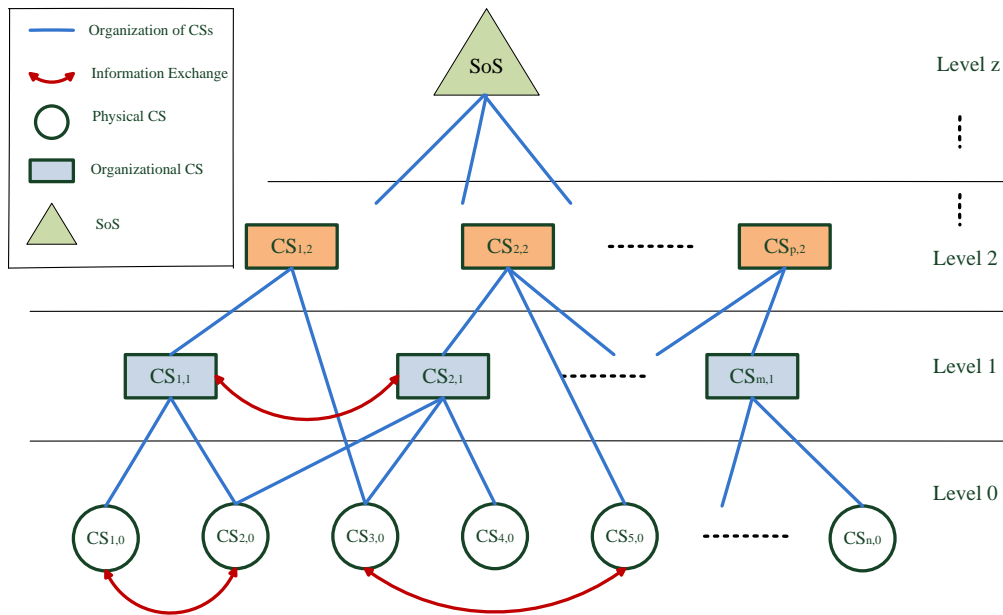 Organization of CSs
Information Exchange
Physical CS
Organizational CS
SoS
SoS
Level z
CS1,2
CS2,2
CSp,2
Level 2
CS1,1
CS2,1
CSm,1
Level 1
Level 0
CS1,0
CS2,0
CS3,0
CS4,0
CS5,0
CSn,0